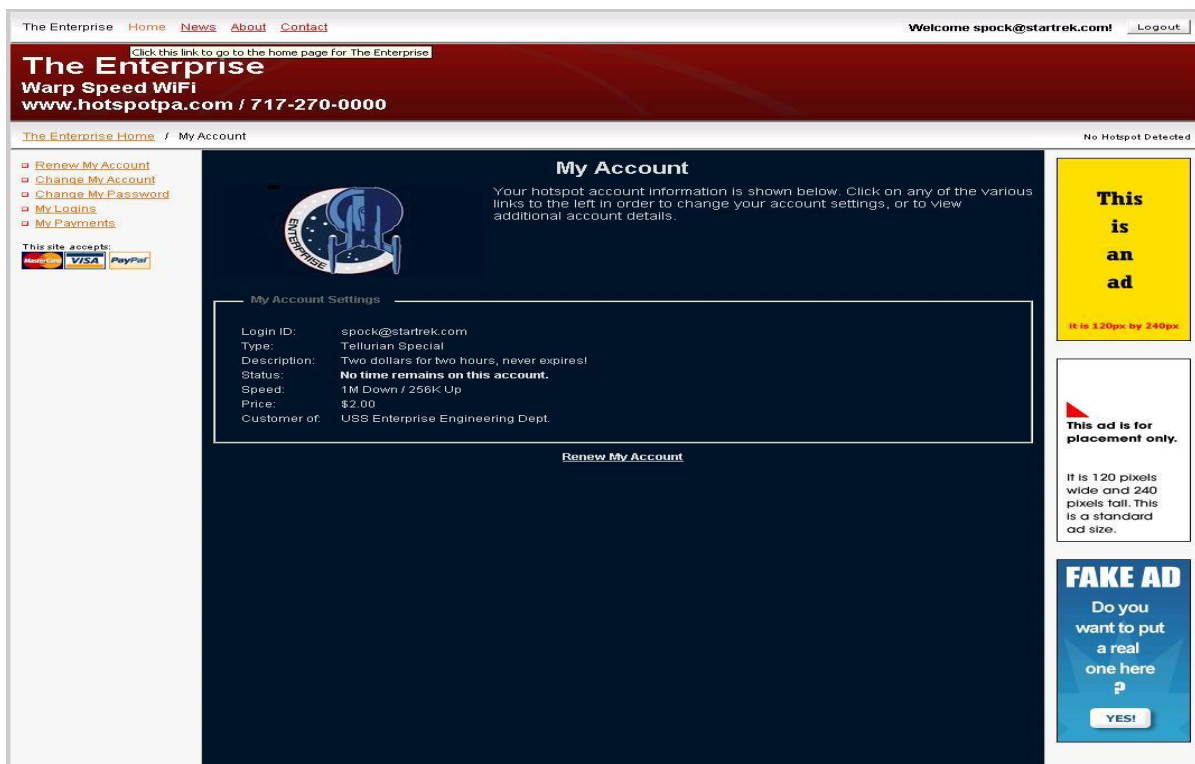 The Enterprise Home News About Contact
Welcome spock@startrek.com! Logout
Click this link to go to the home page for The Enterprise
The Enterprise
Warp Speed WiFi
www.hotspotpa.com / 717-270-0000
The Enterprise Home / My Account
No Hotspot Detected
Renew My Account
Change My Account
Change My Password
My Logins
My Payments
This site accepts:
MasterCard VISA PayPal
My Account
Your hotspot account information is shown below. Click on any of the various
links to the left in order to change your account settings, or to view
additional account details.
ENTERPRISE
My Account Settings
Login ID: spock@startrek.com
Type: Tellurian Special
Description: Two dollars for two hours, never expires!
Status: No time remains on this account.
Speed: 1M Down / 256K Up
Price: $2.00
Customer of: USS Enterprise Engineering Dept.
Renew My Account
This
is
an
ad
it is 120px by 240px
This ad is for
placement only.
It is 120 pixels
wide and 240
pixels tall. This
is a standard
ad size.
FAKE AD
Do you
want to put
a real
one here
?
YES!